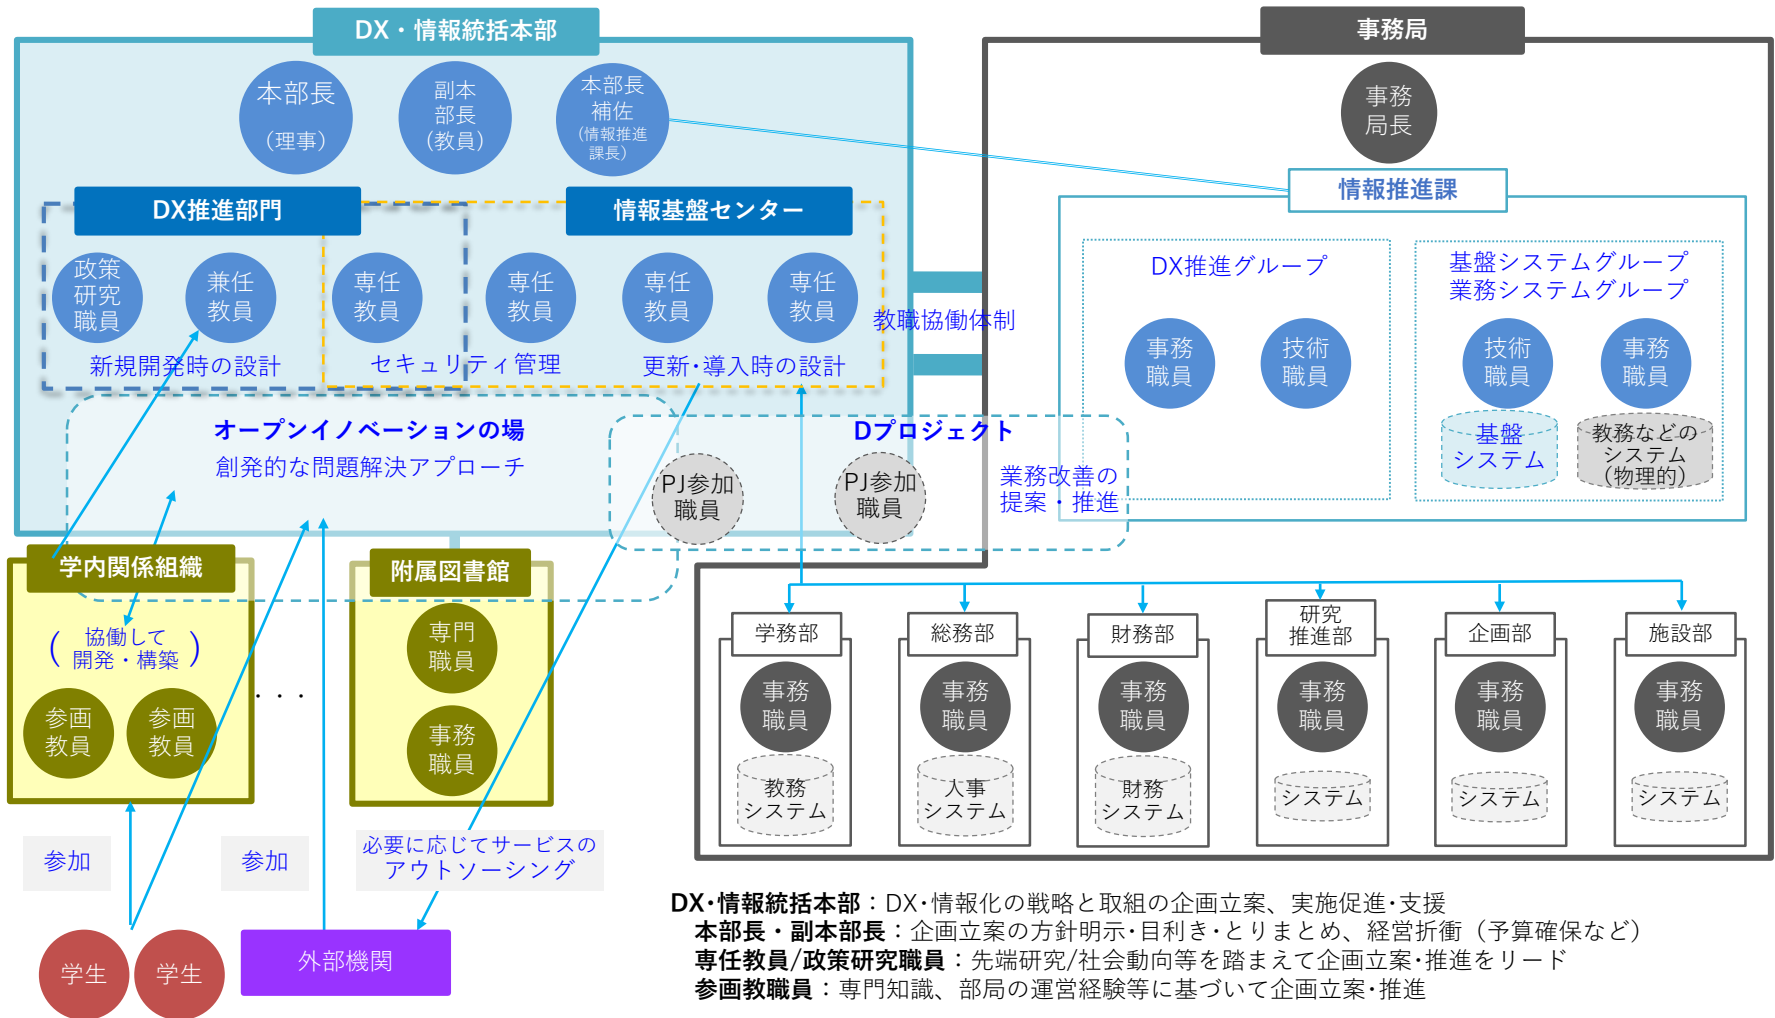 DX・情報統括本部
本部長
（理事）
副本
部長
（教員）
本部長
補佐
（情報推進
課長）
DX推進部門
情報基盤センター
政策
研究
職員
兼任
教員
専任
教員
専任
教員
専任
教員
専任
教員
新規開発時の設計
セキュリティ管理
更新・導入時の設計
教職協働体制
オープンイノベーションの場
創発的な問題解決アプローチ
Dプロジェクト
PJ参加
職員
PJ参加
職員
業務改善の
提案・推進
事務局
事務
局長
情報推進課
DX推進グループ
事務
職員
技術
職員
基盤システムグループ
業務システムグループ
技術
職員
事務
職員
基盤
システム
教務などの
システム
（物理的）
学内関係組織
（ 協働して
開発・構築 ）
参画
教員
参画
教員
・・・
附属図書館
専門
職員
事務
職員
学務部
事務
職員
教務
システム
総務部
事務
職員
人事
システム
財務部
事務
職員
財務
システム
研究
推進部
事務
職員
システム
企画部
事務
職員
システム
施設部
事務
職員
システム
参加
参加
必要に応じてサービスの
アウトソーシング
学生
学生
外部機関
DX・情報統括本部：DX・情報化の戦略と取組の企画立案、実施促進・支援
本部長・副本部長：企画立案の方針明示・目利き・とりまとめ、経営折衝（予算確保など）
専任教員/政策研究職員：先端研究/社会動向等を踏まえて企画立案・推進をリード
参画教職員：専門知識、部局の運営経験等に基づいて企画立案・推進